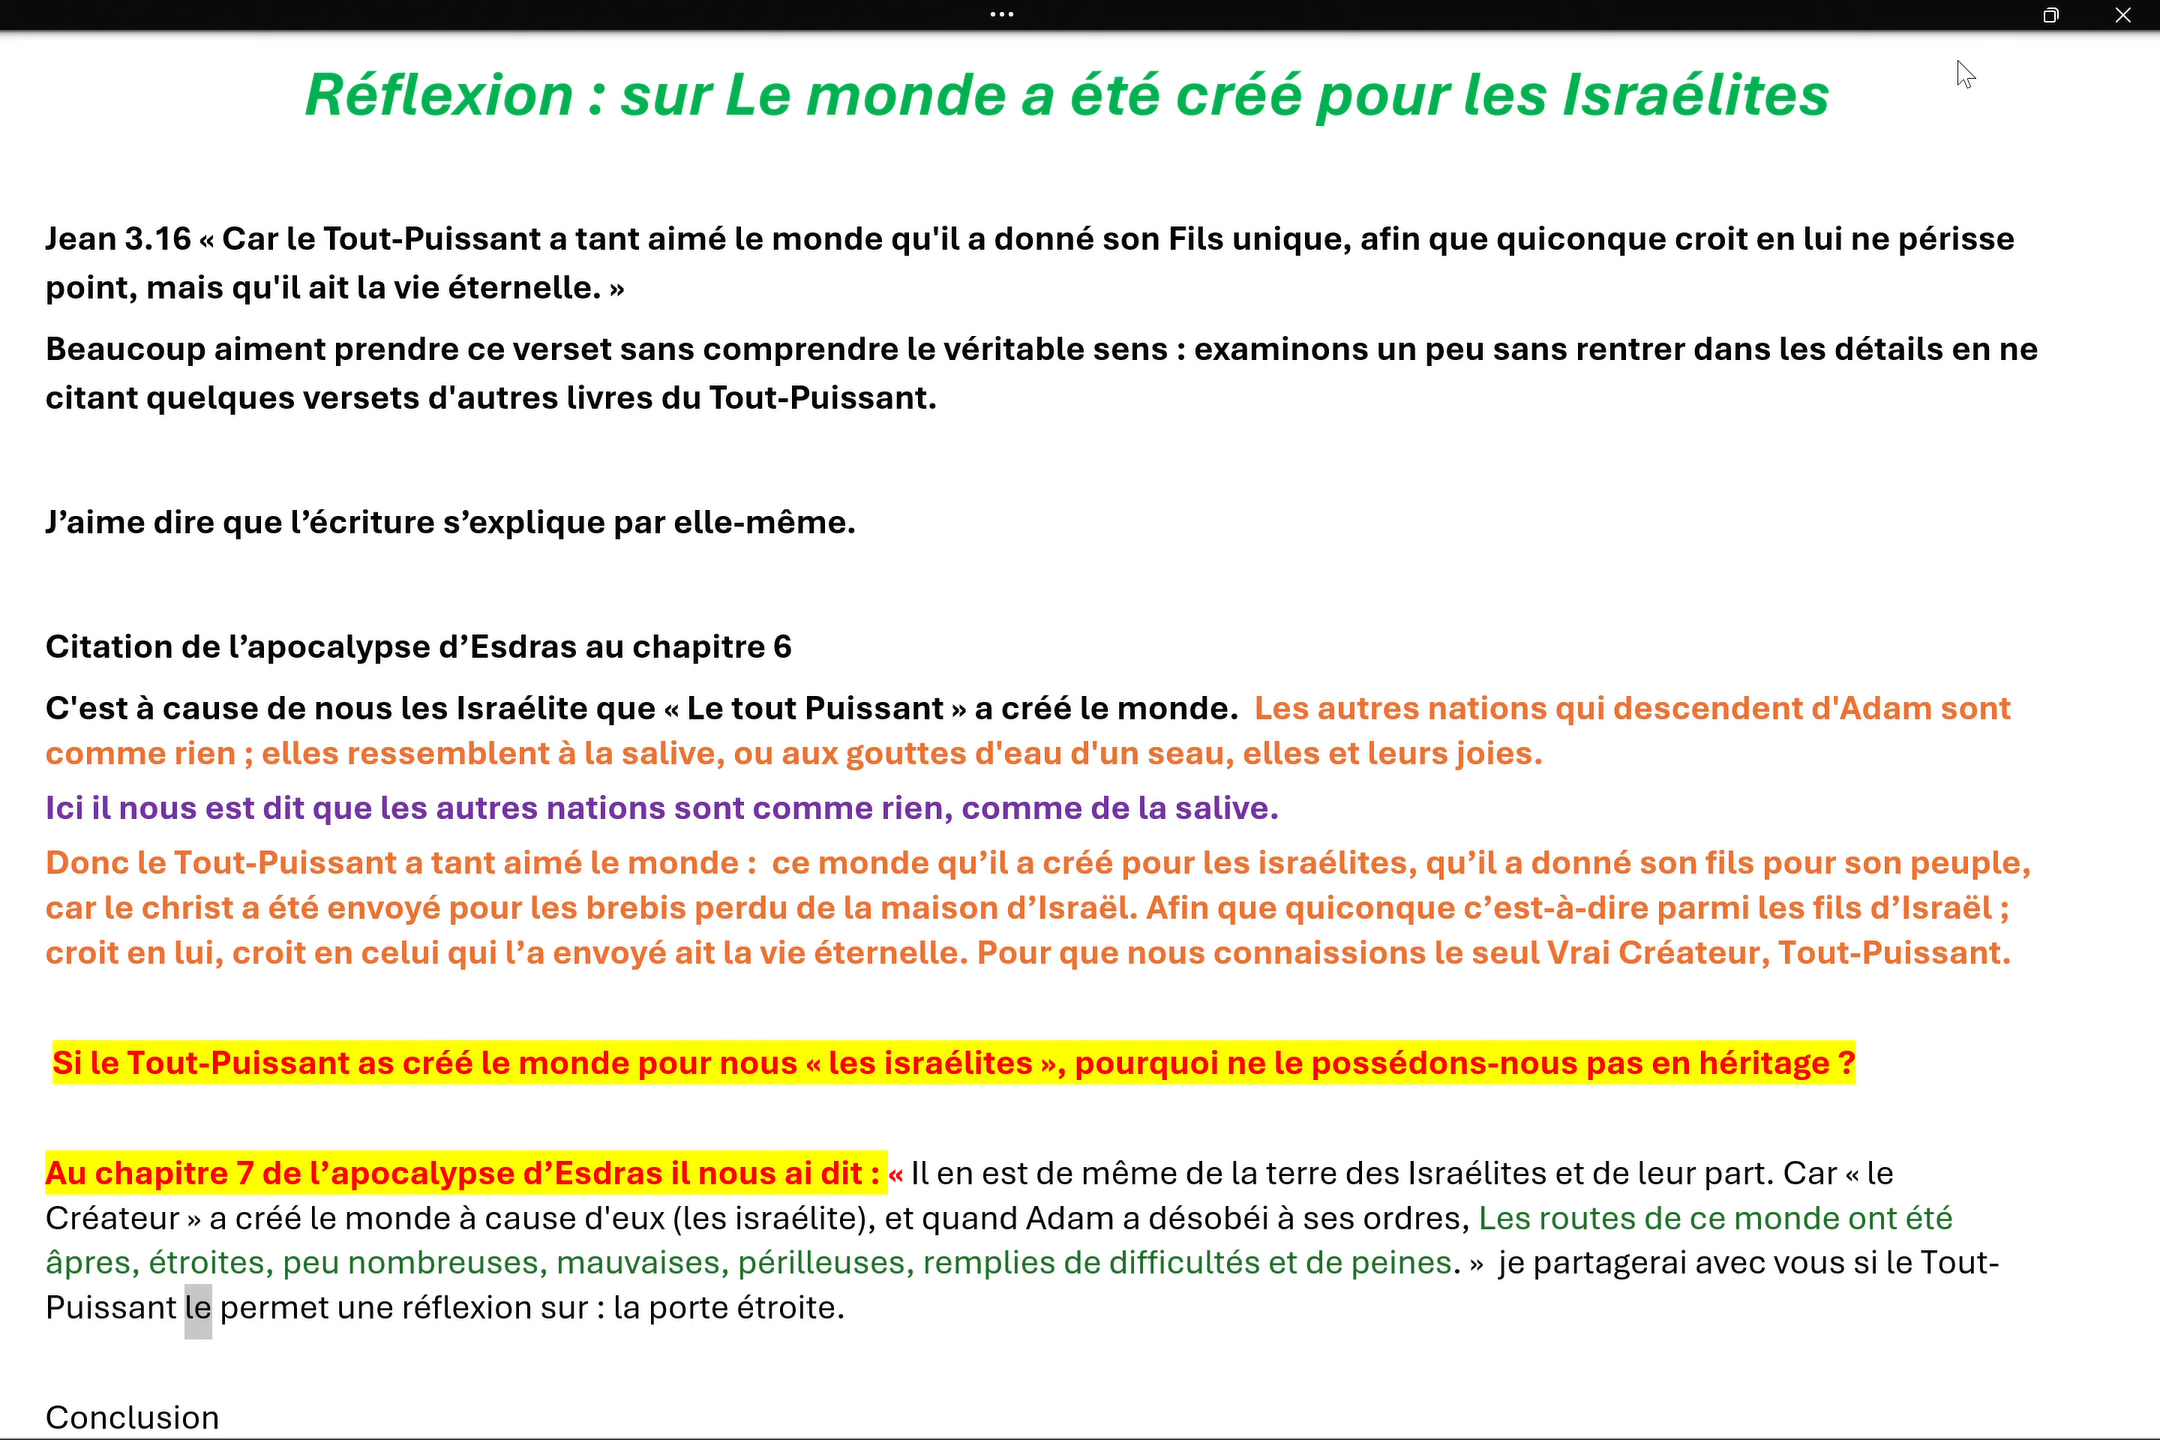 Réflexion : sur Le monde a été créé pour les Israélites
Jean 3.16 « Car le Tout-Puissant a tant aimé le monde qu'il a donné son Fils unique, afin que quiconque croit en lui ne périsse
point, mais qu'il ait la vie éternelle. »
Beaucoup aiment prendre ce verset sans comprendre le véritable sens : examinons un peu sans rentrer dans les détails en ne
citant quelques versets d'autres livres du Tout-Puissant.
J’aime dire que l’écriture s’explique par elle-même.
Citation de l’apocalypse d’Esdras au chapitre 6
C'est à cause de nous les Israélite que « Le tout Puissant » a créé le monde.  Les autres nations qui descendent d'Adam sont
comme rien ; elles ressemblent à la salive, ou aux gouttes d'eau d'un seau, elles et leurs joies.
Ici il nous est dit que les autres nations sont comme rien, comme de la salive.
Donc le Tout-Puissant a tant aimé le monde :  ce monde qu’il a créé pour les israélites, qu’il a donné son fils pour son peuple,
car le christ a été envoyé pour les brebis perdu de la maison d’Israël. Afin que quiconque c’est-à-dire parmi les fils d’Israël ;
croit en lui, croit en celui qui l’a envoyé ait la vie éternelle. Pour que nous connaissions le seul Vrai Créateur, Tout-Puissant.
Si le Tout-Puissant as créé le monde pour nous « les israélites », pourquoi ne le possédons-nous pas en héritage ?
Au chapitre 7 de l’apocalypse d’Esdras il nous ai dit : « Il en est de même de la terre des Israélites et de leur part. Car « le
Créateur » a créé le monde à cause d'eux (les israélite), et quand Adam a désobéi à ses ordres, Les routes de ce monde ont été
âpres, étroites, peu nombreuses, mauvaises, périlleuses, remplies de difficultés et de peines. »  je partagerai avec vous si le Tout-
Puissant le permet une réflexion sur : la porte étroite.
Conclusion